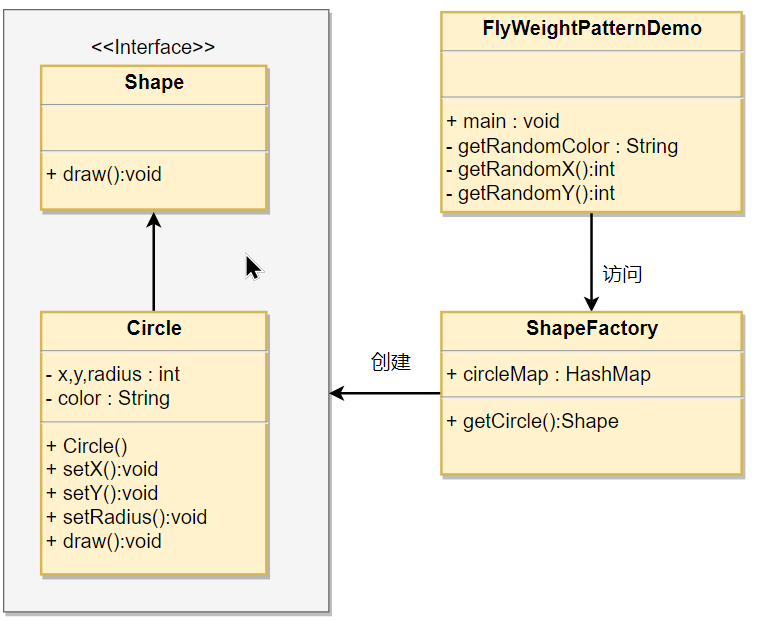 <<Interface>>
Shape
+ draw():void
Circle
- x,y,radius : int
- color : String
+ Circle()
+ setX():void
+ setY():void
+ setRadius():void
+ draw():void
FlyWeightPatternDemo
+ main : void
- getRandomColor : String
- getRandomX():int
- getRandomY():int
访问
ShapeFactory
+ circleMap : HashMap
+ getCircle():Shape
创建